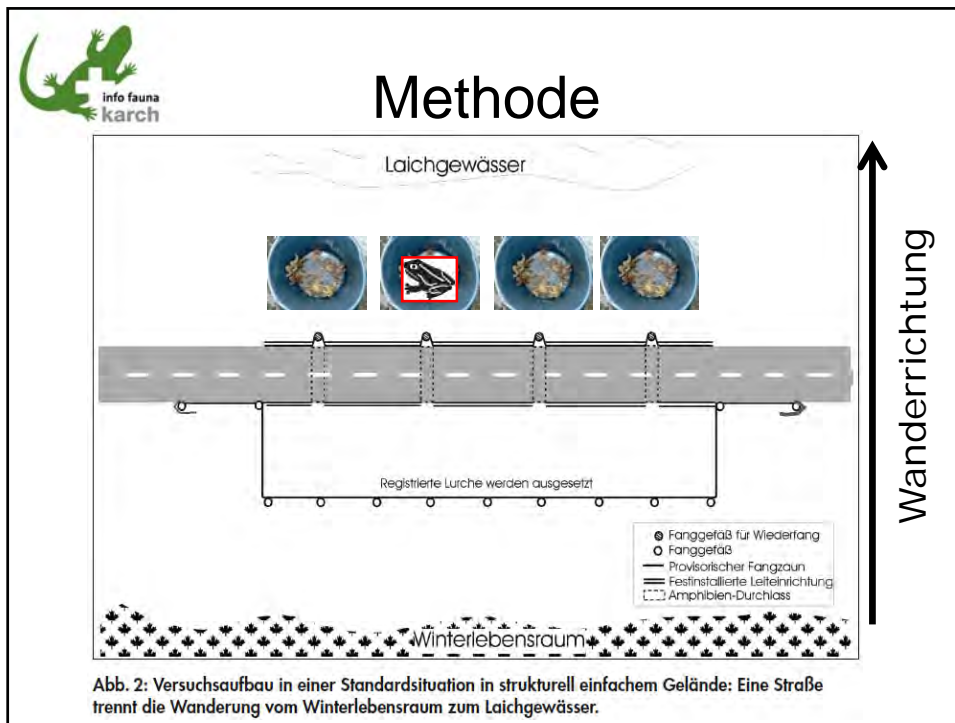 info fauna
karch
Methode
Laichgewässer
Wanderrichtung
Registrierte Lurche werden ausgesetzt
Fanggefäß für Wiederfang
Fanggefäß
Provisorischer Fangzaun
Festinstallierte Leiteinrichtung
Amphibien-Durchlass
Winterlebensraum
Abb. 2: Versuchsaufbau in einer Standardsituation in strukturell einfachem Gelände: Eine Straße
trennt die Wanderung vom Winterlebensraum zum Laichgewässer.